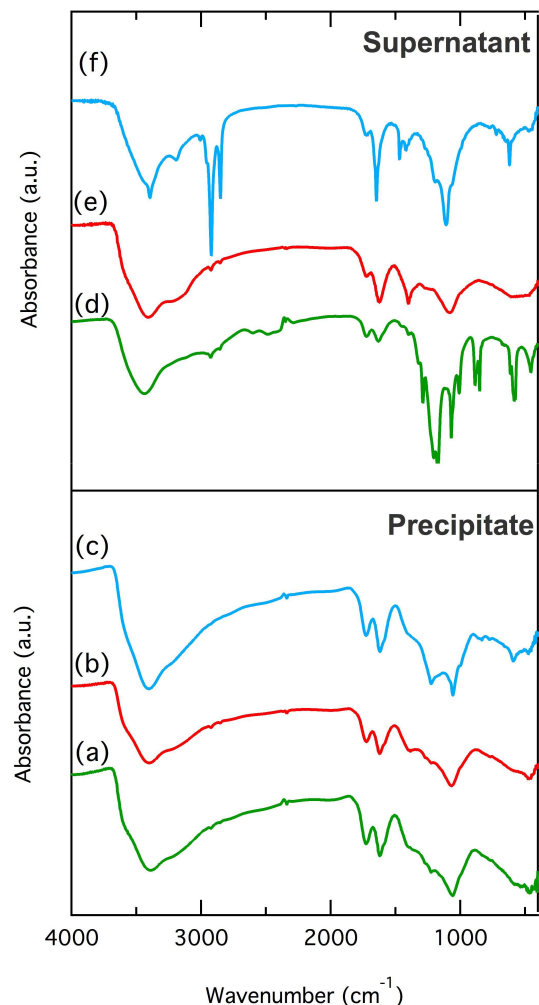 Supernatant
(f)
(e)
(d)
Absorbance (a.u.)
Precipitate
(c)
(b)
(a)
Absorbance (a.u.)
4000 3000 2000 1000
Wavenumber (cm⁻¹)